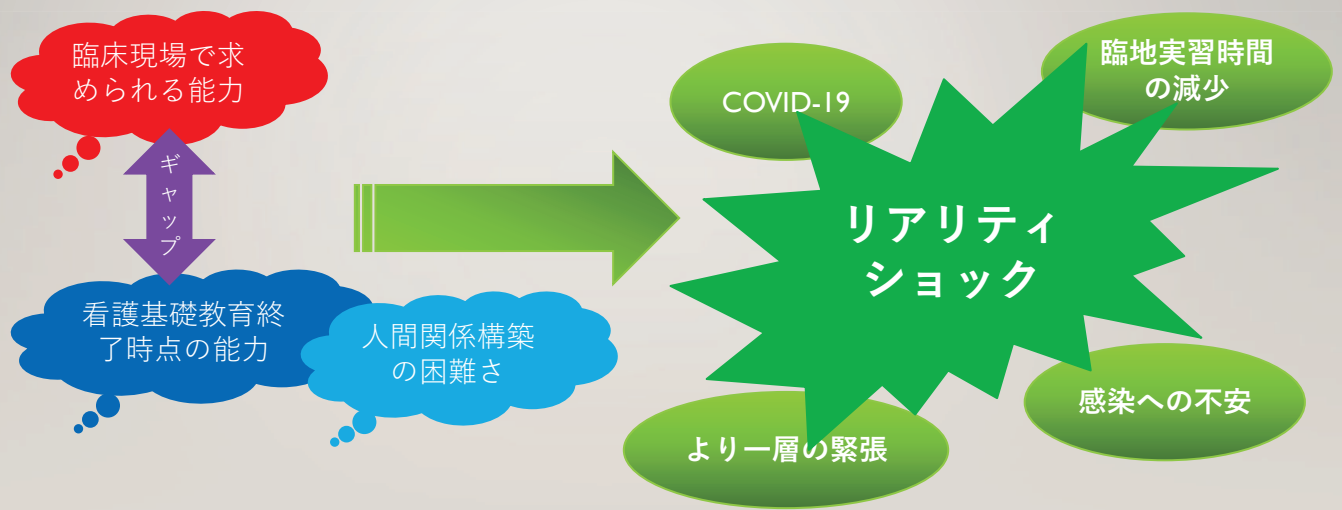 臨床現場で求
められる能力
ギャップ
看護基礎教育終
了時点の能力
人間関係構築
の困難さ
COVID-19
臨地実習時間
の減少
リアリティ
ショック
感染への不安
より一層の緊張